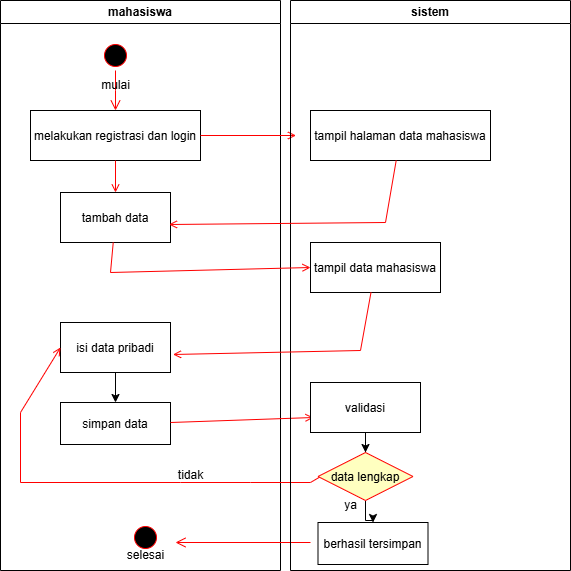 mahasiswa
sistem
mulai
melakukan registrasi dan login
tampil halaman data mahasiswa
tambah data
tampil data mahasiswa
isi data pribadi
simpan data
validasi
data lengkap
tidak
ya
berhasil tersimpan
selesai